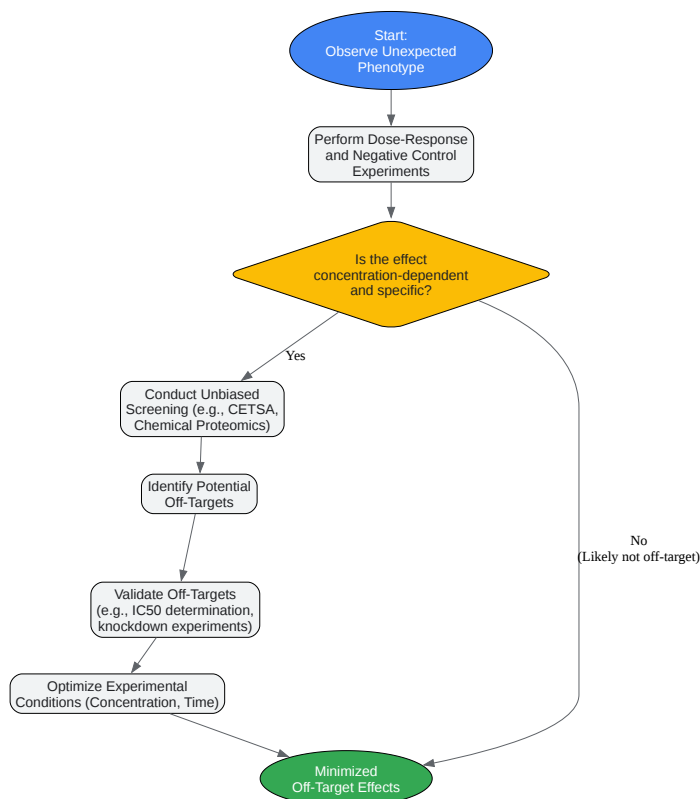 Start:
Observe Unexpected
Phenotype
Perform Dose-Response
and Negative Control
Experiments
Is the effect
concentration-dependent
and specific?
Yes
Conduct Unbiased
Screening (e.g., CETSA,
Chemical Proteomics)
Identify Potential
Off-Targets
No
(Likely not off-target)
Validate Off-Targets
(e.g., IC50 determination,
knockdown experiments)
Optimize Experimental
Conditions (Concentration, Time)
Minimized
Off-Target Effects